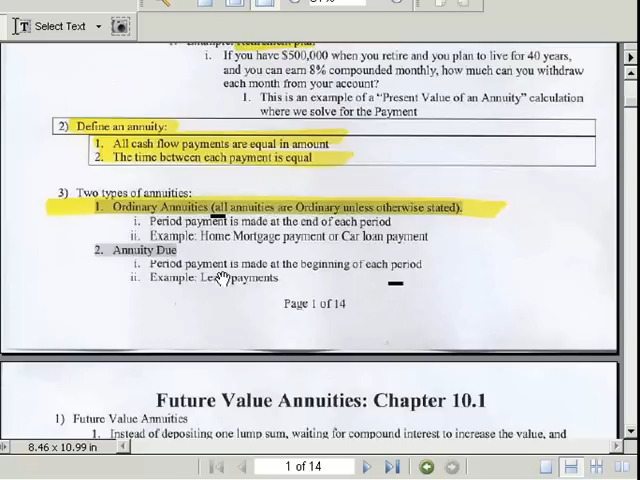 Select Text
i. If you have $500,000 when you retire and you plan to live for 40 years,
and you can earn 8% compounded monthly, how much can you withdraw
each month from your account?
1. This is an example of a "Present Value of an Annuity" calculation
where we solve for the Payment
2) Define an annuity:
1. All cash flow payments are equal in amount
2. The time between each payment is equal
3) Two types of annuities:
1. Ordinary Annuities (all annuities are Ordinary unless otherwise stated).
i. Period payment is made at the end of each period
ii. Example: Home Mortgage payment or Car loan payment
2. Annuity Due
i. Period payment is made at the beginning of each period
ii. Example: payments
Page 1 of 14
Future Value Annuities: Chapter 10.1
1) Future Value Annuities
1. Instead of depositing one lump sum, waiting for compound interest to increase the value, and
8.46 x 10.99 in
1 of 14